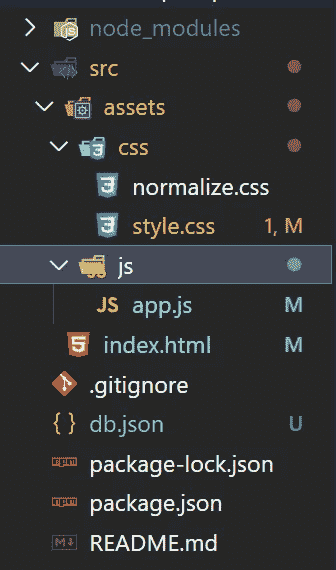 node_modules
src
assets
css
normalize.css
style.css 1, M
js
JS app.js M
index.html M
.gitignore
{ } db.json U
package-lock.json
package.json
README.md